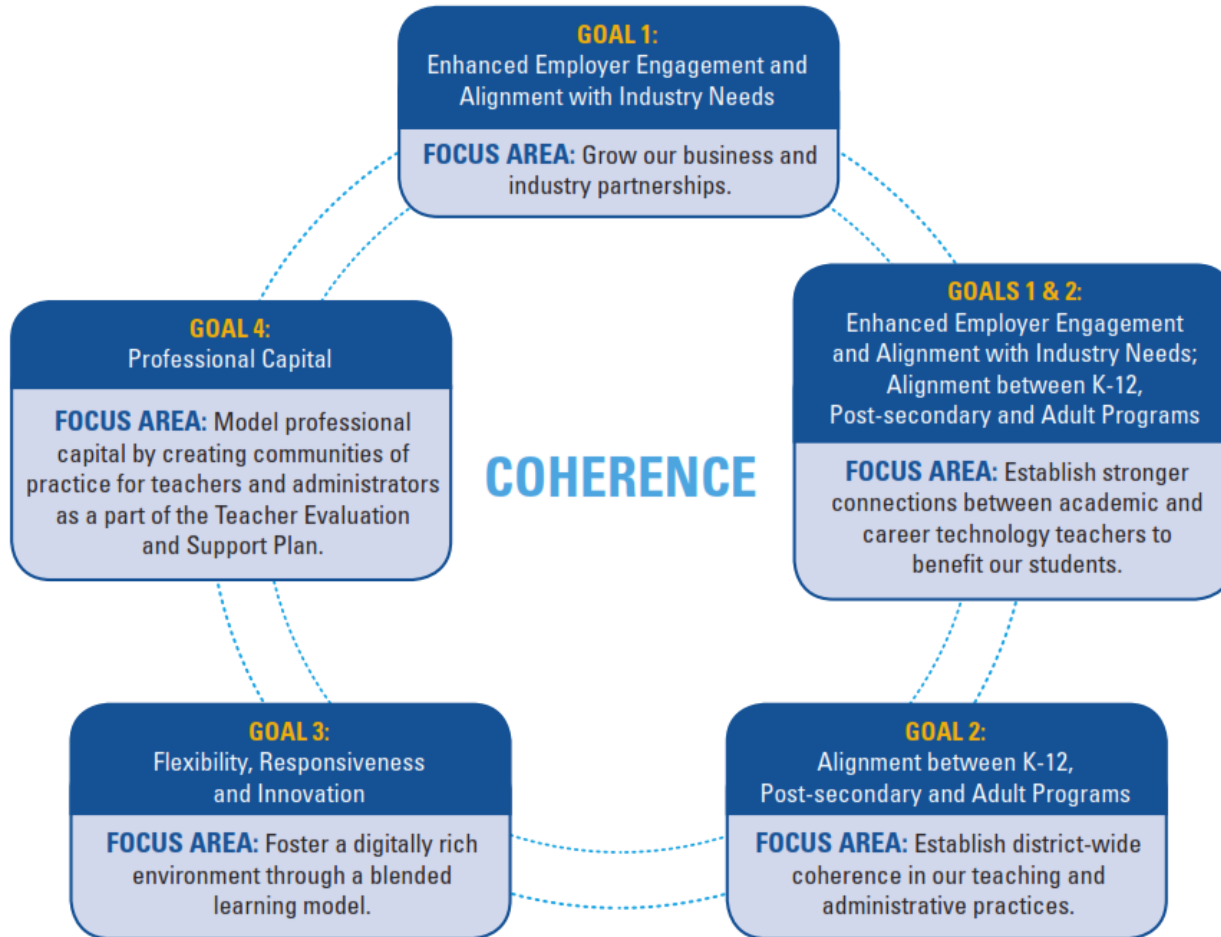 GOAL 1:
Enhanced Employer Engagement and
Alignment with Industry Needs
FOCUS AREA: Grow our business and
industry partnerships.
GOALS 1 & 2:
Enhanced Employer Engagement
and Alignment with Industry Needs;
Alignment between K-12,
Post-secondary and Adult Programs
FOCUS AREA: Establish stronger
connections between academic and
career technology teachers to
benefit our students.
GOAL 4:
Professional Capital
FOCUS AREA: Model professional
capital by creating communities of
practice for teachers and administrators
as a part of the Teacher Evaluation
and Support Plan.
COHERENCE
GOAL 3:
Flexibility, Responsiveness
and Innovation
FOCUS AREA: Foster a digitally rich
environment through a blended
learning model.
GOAL 2:
Alignment between K-12,
Post-secondary and Adult Programs
FOCUS AREA: Establish district-wide
coherence in our teaching and
administrative practices.